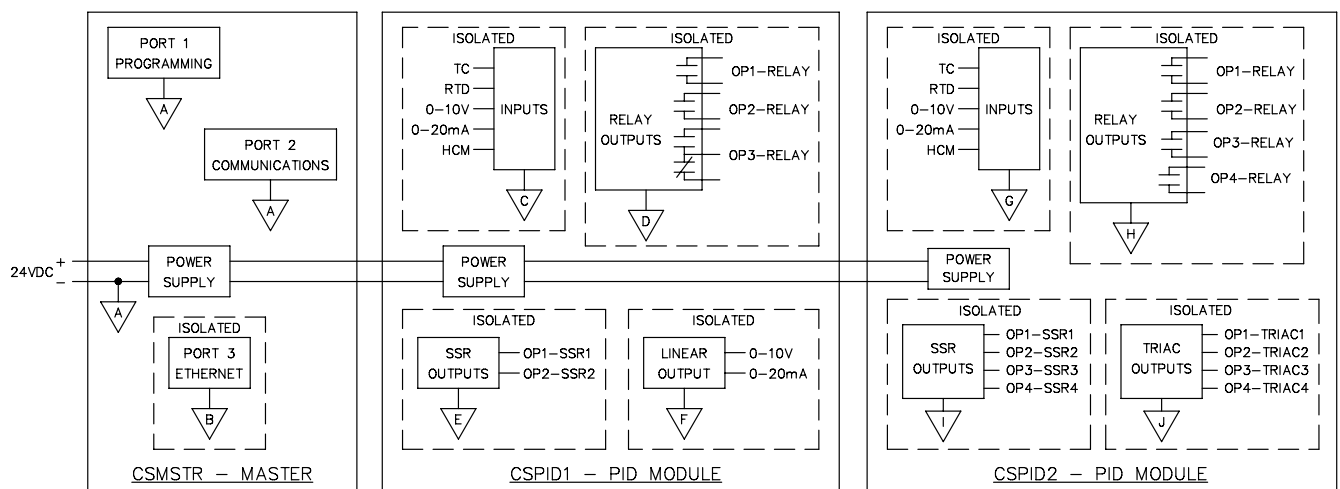 PORT 1
PROGRAMMING
A
PORT 2
COMMUNICATIONS
A
24VDC
+
−
A
POWER
SUPPLY
ISOLATED
PORT 3
ETHERNET
B
CSMSTR − MASTER
ISOLATED
TC
RTD
0−10V
0−20mA
HCM
INPUTS
C
ISOLATED
RELAY
OUTPUTS
OP1−RELAY
OP2−RELAY
OP3−RELAY
D
POWER
SUPPLY
ISOLATED
SSR
OUTPUTS
OP1−SSR1
OP2−SSR2
E
ISOLATED
LINEAR
OUTPUT
0−10V
0−20mA
F
CSPID1 − PID MODULE
ISOLATED
TC
RTD
0−10V
0−20mA
HCM
INPUTS
G
ISOLATED
RELAY
OUTPUTS
OP1−RELAY
OP2−RELAY
OP3−RELAY
OP4−RELAY
H
POWER
SUPPLY
ISOLATED
SSR
OUTPUTS
OP1−SSR1
OP2−SSR2
OP3−SSR3
OP4−SSR4
I
ISOLATED
TRIAC
OUTPUTS
OP1−TRIAC1
OP2−TRIAC2
OP3−TRIAC3
OP4−TRIAC4
J
CSPID2 − PID MODULE